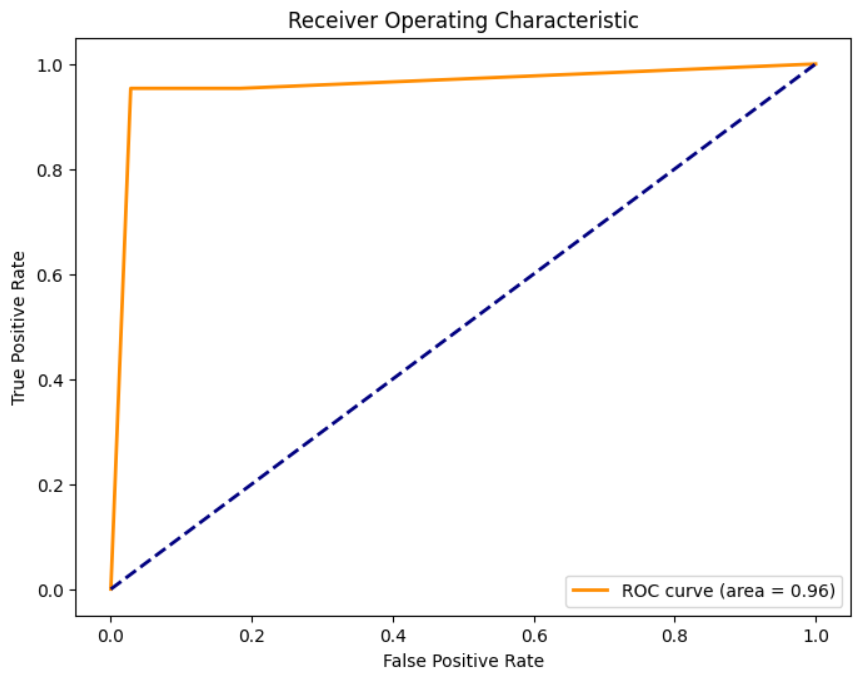 Receiver Operating Characteristic
1.0
0.8
0.6
0.4
0.2
0.0
True Positive Rate
ROC curve (area = 0.96)
0.0 0.2 0.4 0.6 0.8 1.0
False Positive Rate